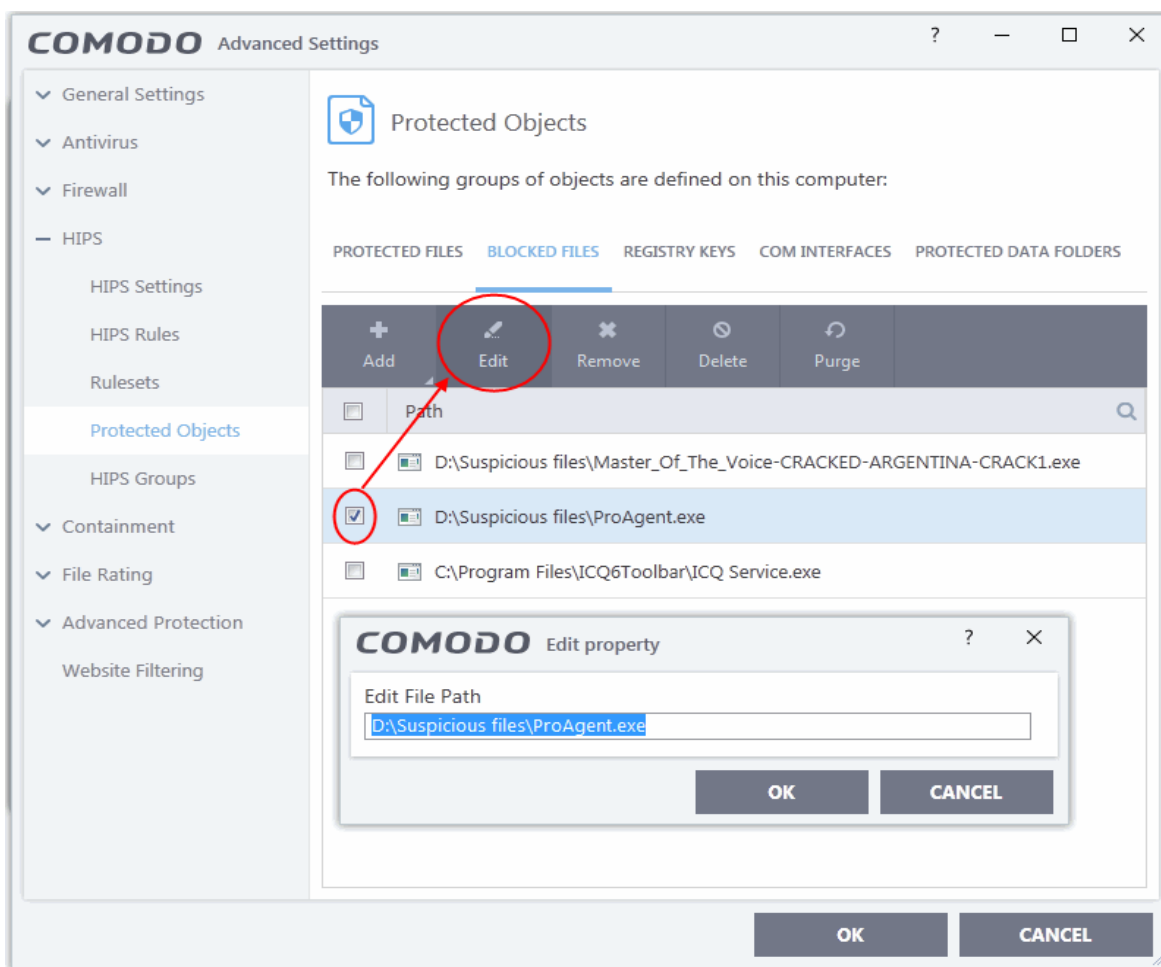 COMODO Advanced Settings
?
General Settings
Antivirus
Firewall
HIPS
HIPS Settings
HIPS Rules
Rulesets
Protected Objects
HIPS Groups
Containment
File Rating
Advanced Protection
Website Filtering
Protected Objects
The following groups of objects are defined on this computer:
PROTECTED FILES BLOCKED FILES REGISTRY KEYS COM INTERFACES PROTECTED DATA FOLDERS
Add Edit Remove Delete Purge
Path
D:\Suspicious files\Master_Of_The_Voice-CRACKED-ARGENTINA-CRACK1.exe
D:\Suspicious files\ProAgent.exe
C:\Program Files\ICQ6Toolbar\ICQ Service.exe
COMODO Edit property
?
Edit File Path
D:\Suspicious files\ProAgent.exe
OK CANCEL
OK CANCEL